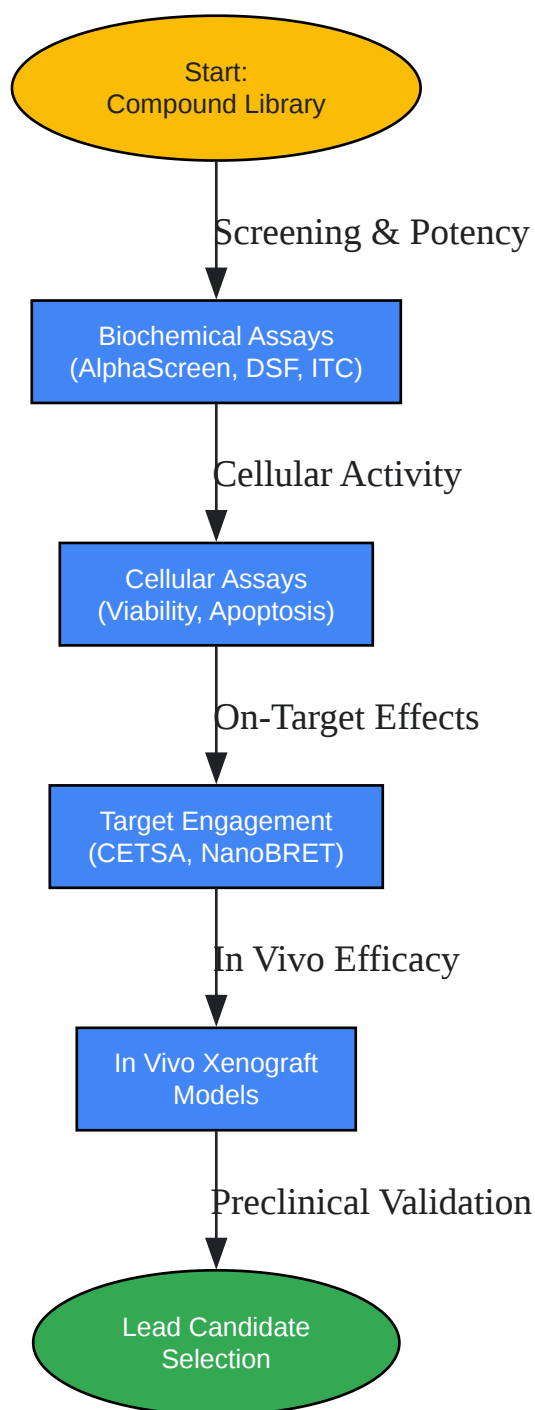 Start:
Compound Library
Screening & Potency
Biochemical Assays
(AlphaScreen, DSF, ITC)
Cellular Activity
Cellular Assays
(Viability, Apoptosis)
On-Target Effects
Target Engagement
(CETSA, NanoBRET)
In Vivo Efficacy
In Vivo Xenograft
Models
Preclinical Validation
Lead Candidate
Selection